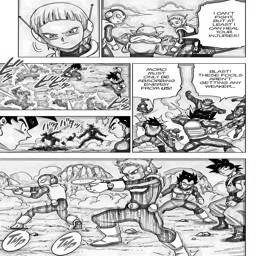 I CAN'T
FIGHT,
BUT AT
LEAST I
CAN HEAL
YOUR
INJURIES!
BLAST!
THESE FOOLS
AREN'T
GETTING ANY
WEAKER...
MORO
MUST
ONLY BE
ABSORBING
ENERGY
FROM US!